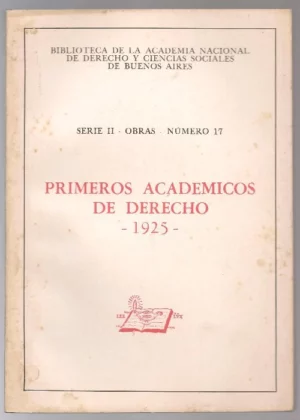 BIBLIOTECA DE LA ACADEMIA NACIONAL
DE DERECHO Y CIENCIAS SOCIALES
DE BUENOS AIRES
SERIE II - OBRAS - NÚMERO 17
PRIMEROS ACADEMICOS
DE DERECHO
- 1925 -